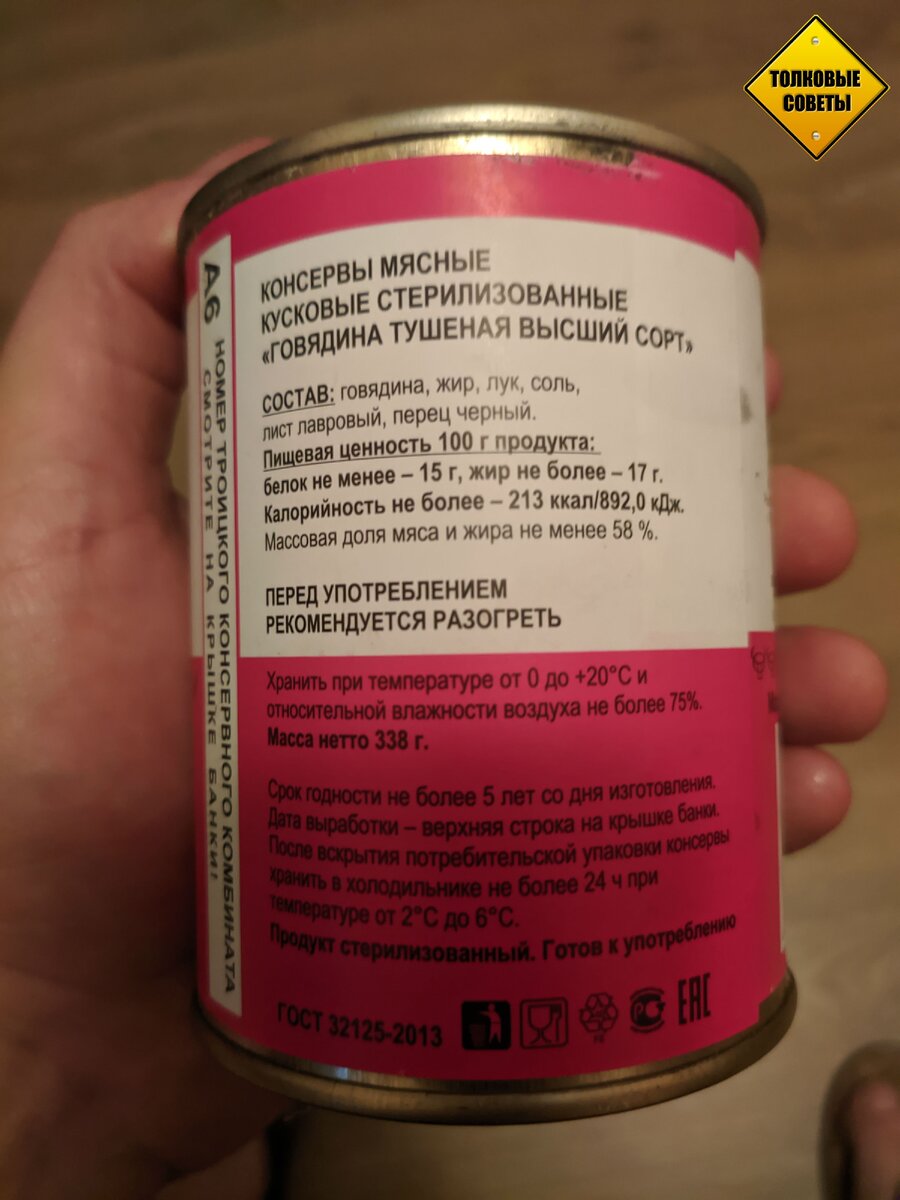 ТОЛКОВЫЕ
СОВЕТЫ
А6 НОМЕР ТРОИЦКОГО КОНСЕРВНОГО КОМБИНАТА
СМОТРИТЕ НА КРЫШКЕ БАНКИ!
КОНСЕРВЫ МЯСНЫЕ
КУСКОВЫЕ СТЕРИЛИЗОВАННЫЕ
«ГОВЯДИНА ТУШЕНАЯ ВЫСШИЙ СОРТ»
СОСТАВ: говядина, жир, лук, соль,
лист лавровый, перец черный.
Пищевая ценность 100 г продукта:
белок не менее – 15 г, жир не более – 17 г.
Калорийность не более – 213 ккал/892,0 кДж.
Массовая доля мяса и жира не менее 58 %.
ПЕРЕД УПОТРЕБЛЕНИЕМ
РЕКОМЕНДУЕТСЯ РАЗОГРЕТЬ
Хранить при температуре от 0 до +20°С и
относительной влажности воздуха не более 75%.
Масса нетто 338 г.
Срок годности не более 5 лет со дня изготовления.
Дата выработки – верхняя строка на крышке банки.
После вскрытия потребительской упаковки консервы
хранить в холодильнике не более 24 ч при
температуре от 2°С до 6°С.
Продукт стерилизованный. Готов к употреблению
ГОСТ 32125-2013
EAC